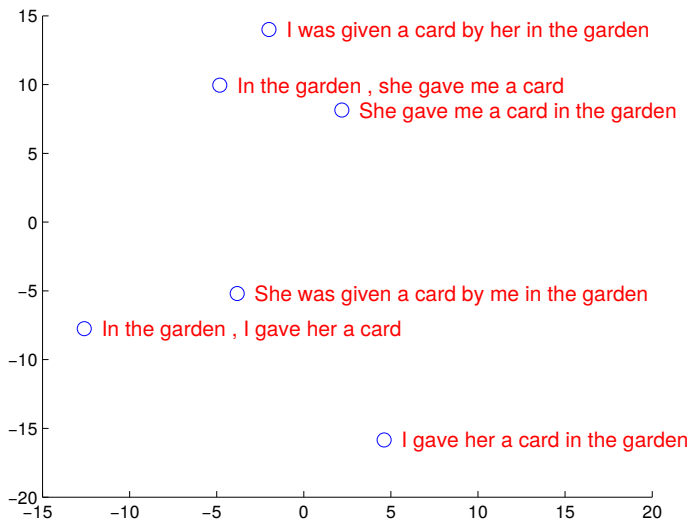 15
I was given a card by her in the garden
10
In the garden , she gave me a card
She gave me a card in the garden
5
0
−5
She was given a card by me in the garden
In the garden , I gave her a card
−10
−15
I gave her a card in the garden
−20
−15 −10 −5 0 5 10 15 20